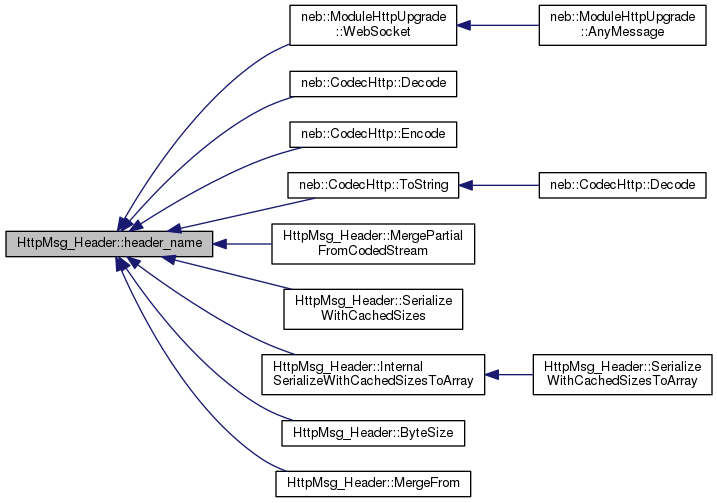 neb::ModuleHttpUpgrade
::WebSocket
neb::ModuleHttpUpgrade
::AnyMessage
neb::CodecHttp::Decode
neb::CodecHttp::Encode
neb::CodecHttp::ToString
neb::CodecHttp::Decode
HttpMsg_Header::header_name
HttpMsg_Header::MergePartial
FromCodedStream
HttpMsg_Header::Serialize
WithCachedSizes
HttpMsg_Header::Internal
SerializeWithCachedSizesToArray
HttpMsg_Header::Serialize
WithCachedSizesToArray
HttpMsg_Header::ByteSize
HttpMsg_Header::MergeFrom